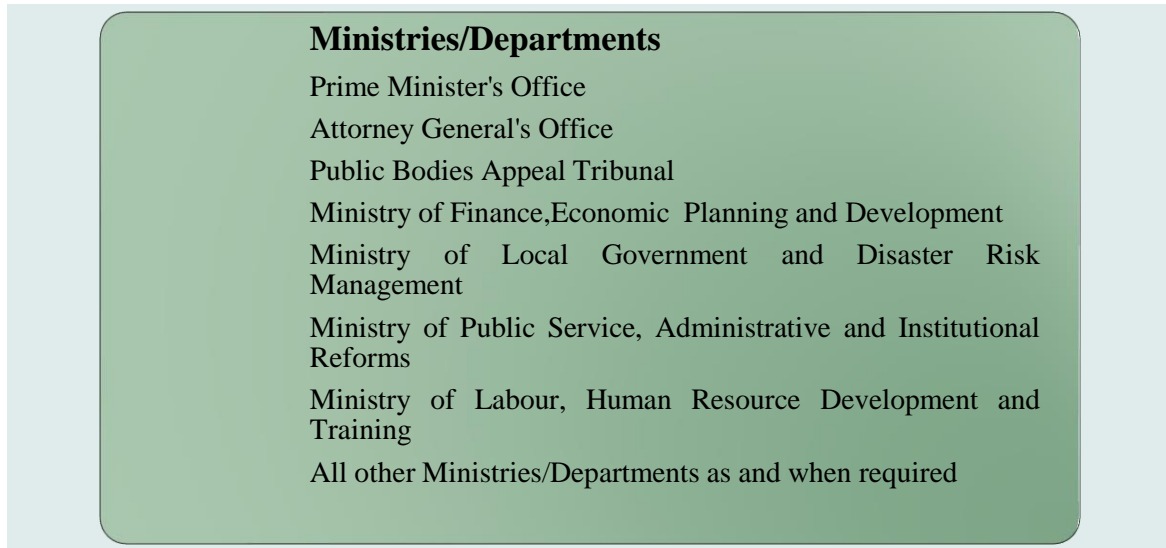 Ministries/Departments
Prime Minister's Office
Attorney General's Office
Public Bodies Appeal Tribunal
Ministry of Finance,Economic  Planning and Development
Ministry of Local Government and Disaster Risk
Management
Ministry of Public Service, Administrative and Institutional
Reforms
Ministry of Labour, Human Resource Development and
Training
All other Ministries/Departments as and when required